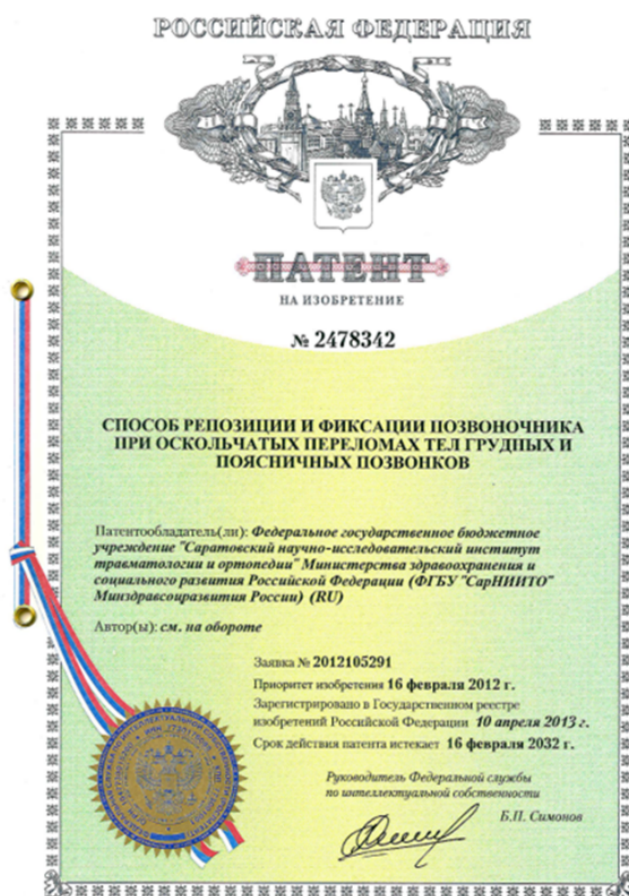 РОССИЙСКАЯ ФЕДЕРАЦИЯ
ПАТЕНТ
НА ИЗОБРЕТЕНИЕ
№ 2478342
СПОСОБ РЕПОЗИЦИИ И ФИКСАЦИИ ПОЗВОНОЧНИКА
ПРИ ОСКОЛЬЧАТЫХ ПЕРЕЛОМАХ ТЕЛ ГРУДНЫХ И
ПОЯСНИЧНЫХ ПОЗВОНКОВ
Патентообладатель(ли): Федеральное государственное бюджетное
учреждение "Саратовский научно-исследовательский институт
травматологии и ортопедии" Министерства здравоохранения и
социального развития Российской Федерации (ФГБУ "СарНИИТО"
Минздравсоцразвития России) (RU)
Автор(ы): см. на обороте
Заявка № 2012105291
Приоритет изобретения 16 февраля 2012 г.
Зарегистрировано в Государственном реестре
изобретений Российской Федерации 10 апреля 2013 г.
Срок действия патента истекает 16 февраля 2032 г.
Руководитель Федеральной службы
по интеллектуальной собственности
Б.П. Симонов